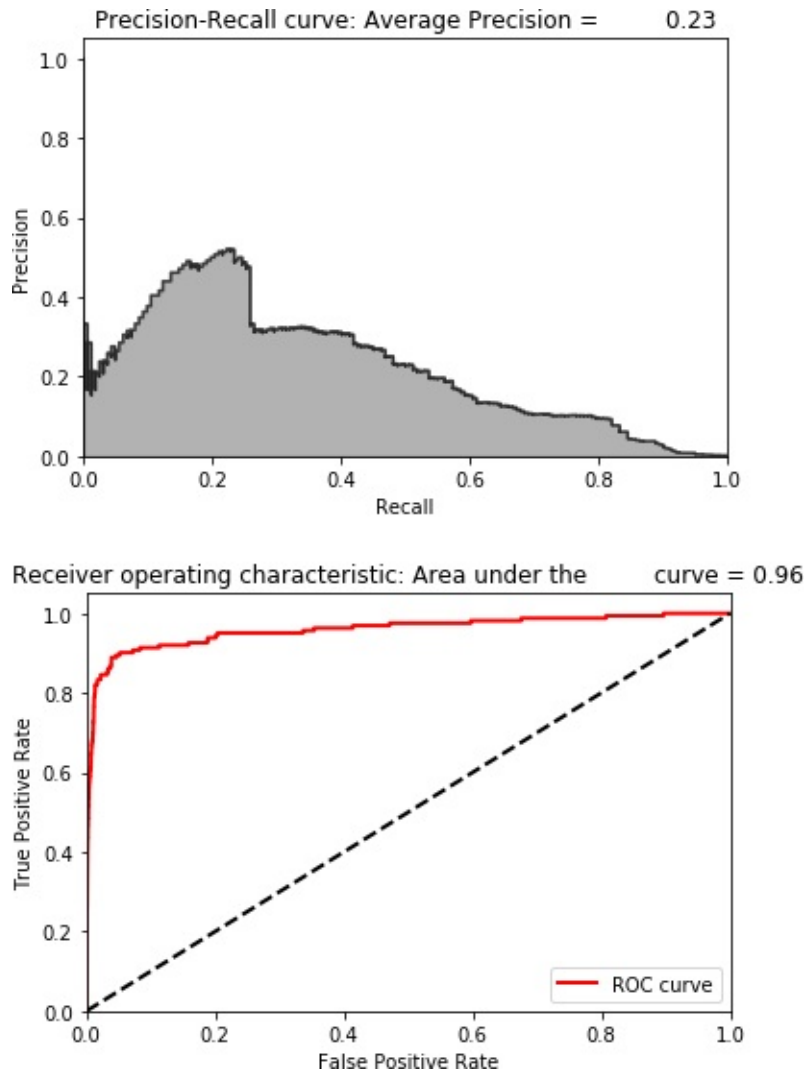 Precision-Recall curve: Average Precision = 0.23
1.0
0.8
0.6
0.4
0.2
0.0
Precision
0.0 0.2 0.4 0.6 0.8 1.0
Recall
Receiver operating characteristic: Area under the curve = 0.96
1.0
0.8
0.6
0.4
0.2
0.0
True Positive Rate
ROC curve
0.0 0.2 0.4 0.6 0.8 1.0
False Positive Rate